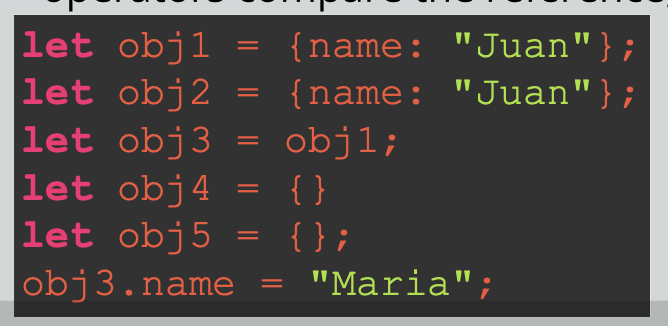 operators compare the reference,
let obj1 = {name: "Juan"};
let obj2 = {name: "Juan"};
let obj3 = obj1;
let obj4 = {}
let obj5 = {};
obj3.name = "Maria";